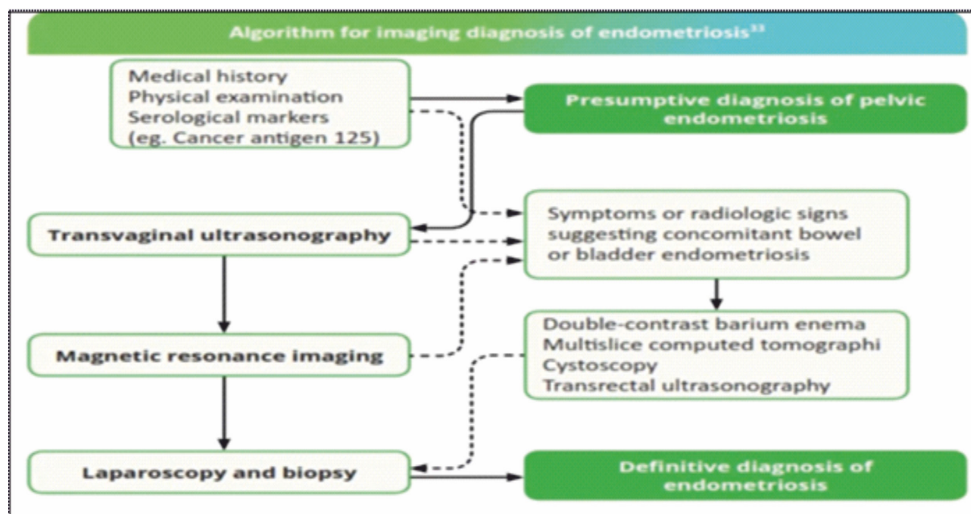 Algorithm for imaging diagnosis of endometriosis³³
Medical history
Physical examination
Serological markers
(eg. Cancer antigen 125)
Presumptive diagnosis of pelvic
endometriosis
Transvaginal ultrasonography
Symptoms or radiologic signs
suggesting concomitant bowel
or bladder endometriosis
Magnetic resonance imaging
Double-contrast barium enema
Multislice computed tomographi
Cystoscopy
Transrectal ultrasonography
Laparoscopy and biopsy
Definitive diagnosis of
endometriosis